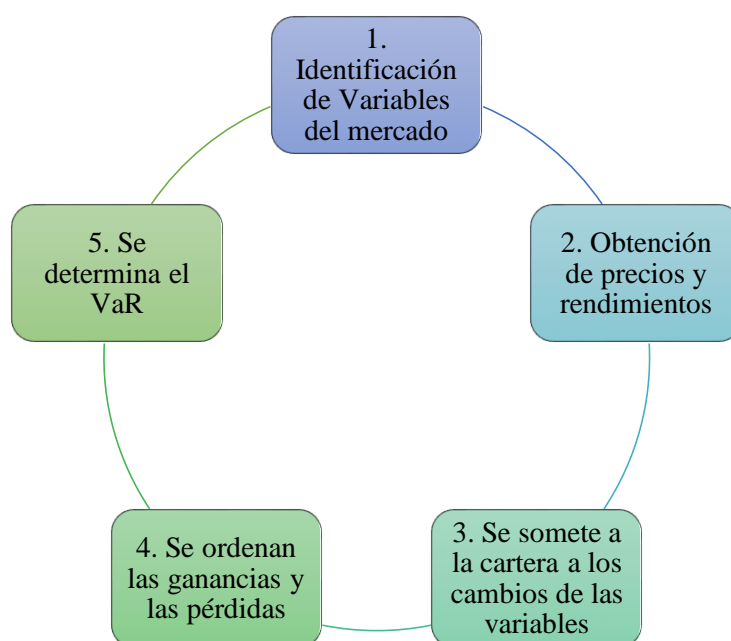 1.
Identificación
de Variables
del mercado
2. Obtención
de precios y
rendimientos
3. Se somete a
la cartera a los
cambios de las
variables
4. Se ordenan
las ganancias y
las pérdidas
5. Se
determina el
VaR